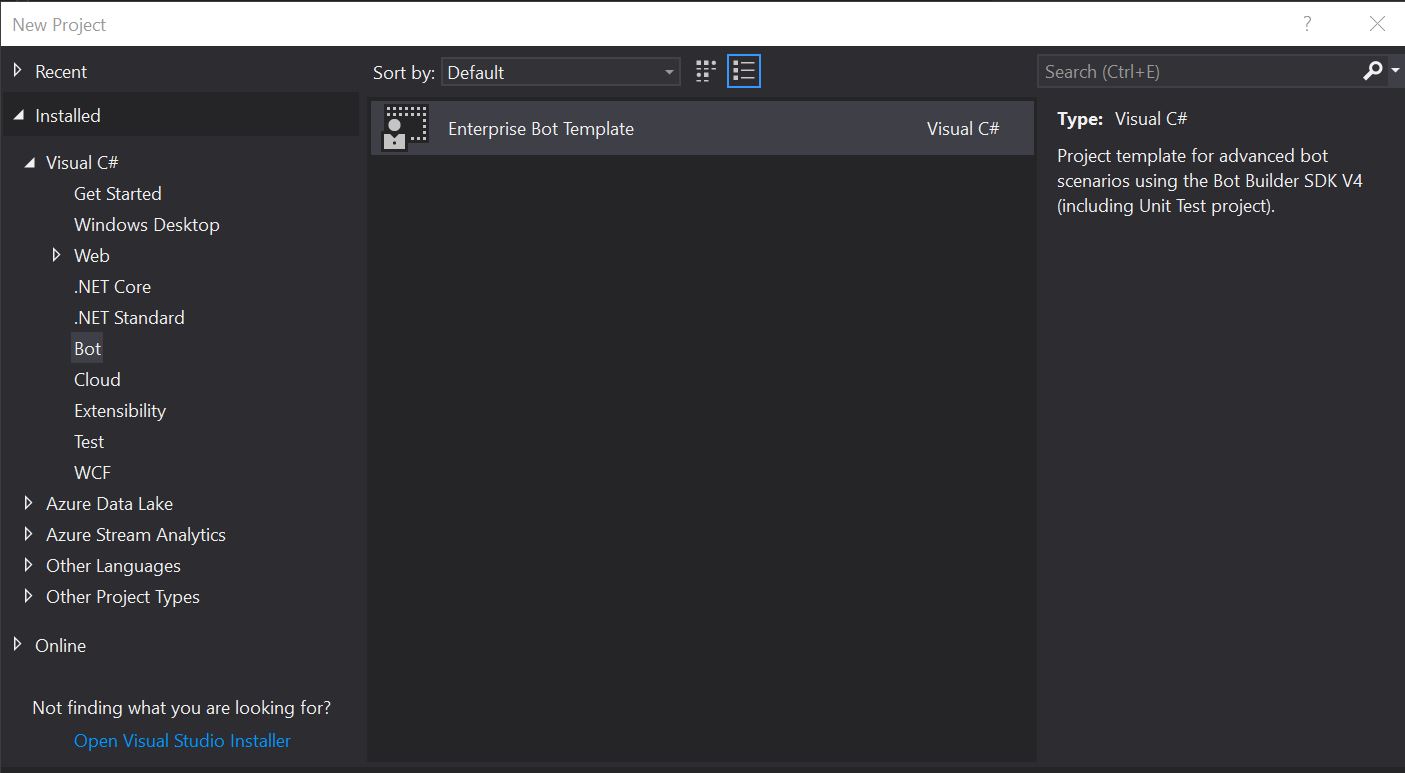 New Project
?
Recent
Installed
Visual C#
Get Started
Windows Desktop
Web
.NET Core
.NET Standard
Bot
Cloud
Extensibility
Test
WCF
Azure Data Lake
Azure Stream Analytics
Other Languages
Other Project Types
Online
Not finding what you are looking for?
Open Visual Studio Installer
Sort by: Default
Enterprise Bot Template Visual C#
Search (Ctrl+E)
Type: Visual C#
Project template for advanced bot
scenarios using the Bot Builder SDK V4
(including Unit Test project).